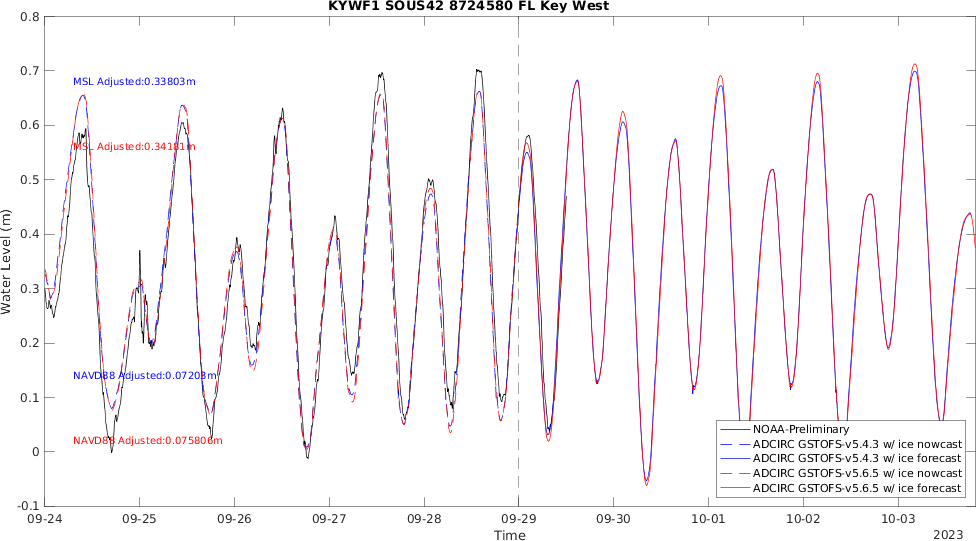 KYWF1 SOUS42 8724580 FL Key West
Water Level (m)
0.8
0.7
0.6
0.5
0.4
0.3
0.2
0.1
0
-0.1
MSL Adjusted:0.33803m
MSL Adjusted:0.34181m
NAVD88 Adjusted:0.07203m
NAVD88 Adjusted:0.075806m
NOAA-Preliminary
ADCIRC GSTOFS-v5.4.3 w/ ice nowcast
ADCIRC GSTOFS-v5.4.3 w/ ice forecast
ADCIRC GSTOFS-v5.6.5 w/ ice nowcast
ADCIRC GSTOFS-v5.6.5 w/ ice forecast
09-24 09-25 09-26 09-27 09-28 09-29 09-30 10-01 10-02 10-03
Time
2023